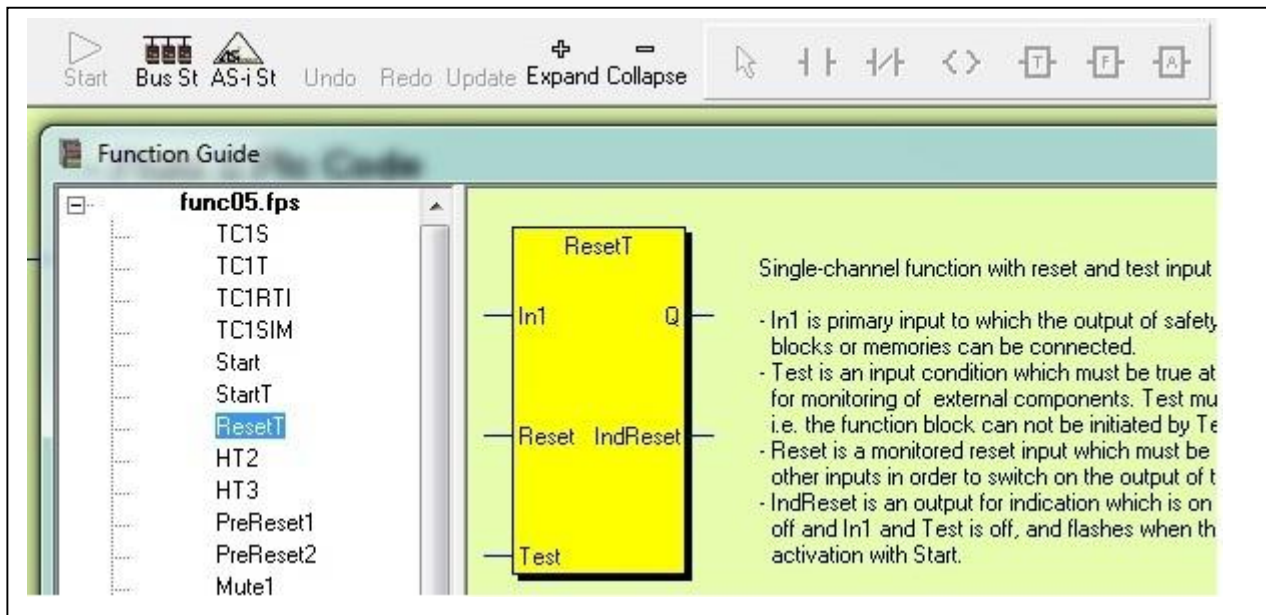 Start Bus St AS-i St Undo Redo Update Expand Collapse
T F A
Function Guide
Code
func05.fps
TC1S
TC1T
TC1RTI
TC1SIM
Start
StartT
ResetT
HT2
HT3
PreReset1
PreReset2
Mute1
ResetT
In1 Q
Reset IndReset
Test
Single-channel function with reset and test input
- In1 is primary input to which the output of safety
blocks or memories can be connected.
- Test is an input condition which must be true at
for monitoring of external components. Test mu
i.e. the function block can not be initiated by Te
- Reset is a monitored reset input which must be
other inputs in order to switch on the output of t
- IndReset is an output for indication which is on
off and In1 and Test is off, and flashes when th
activation with Start.